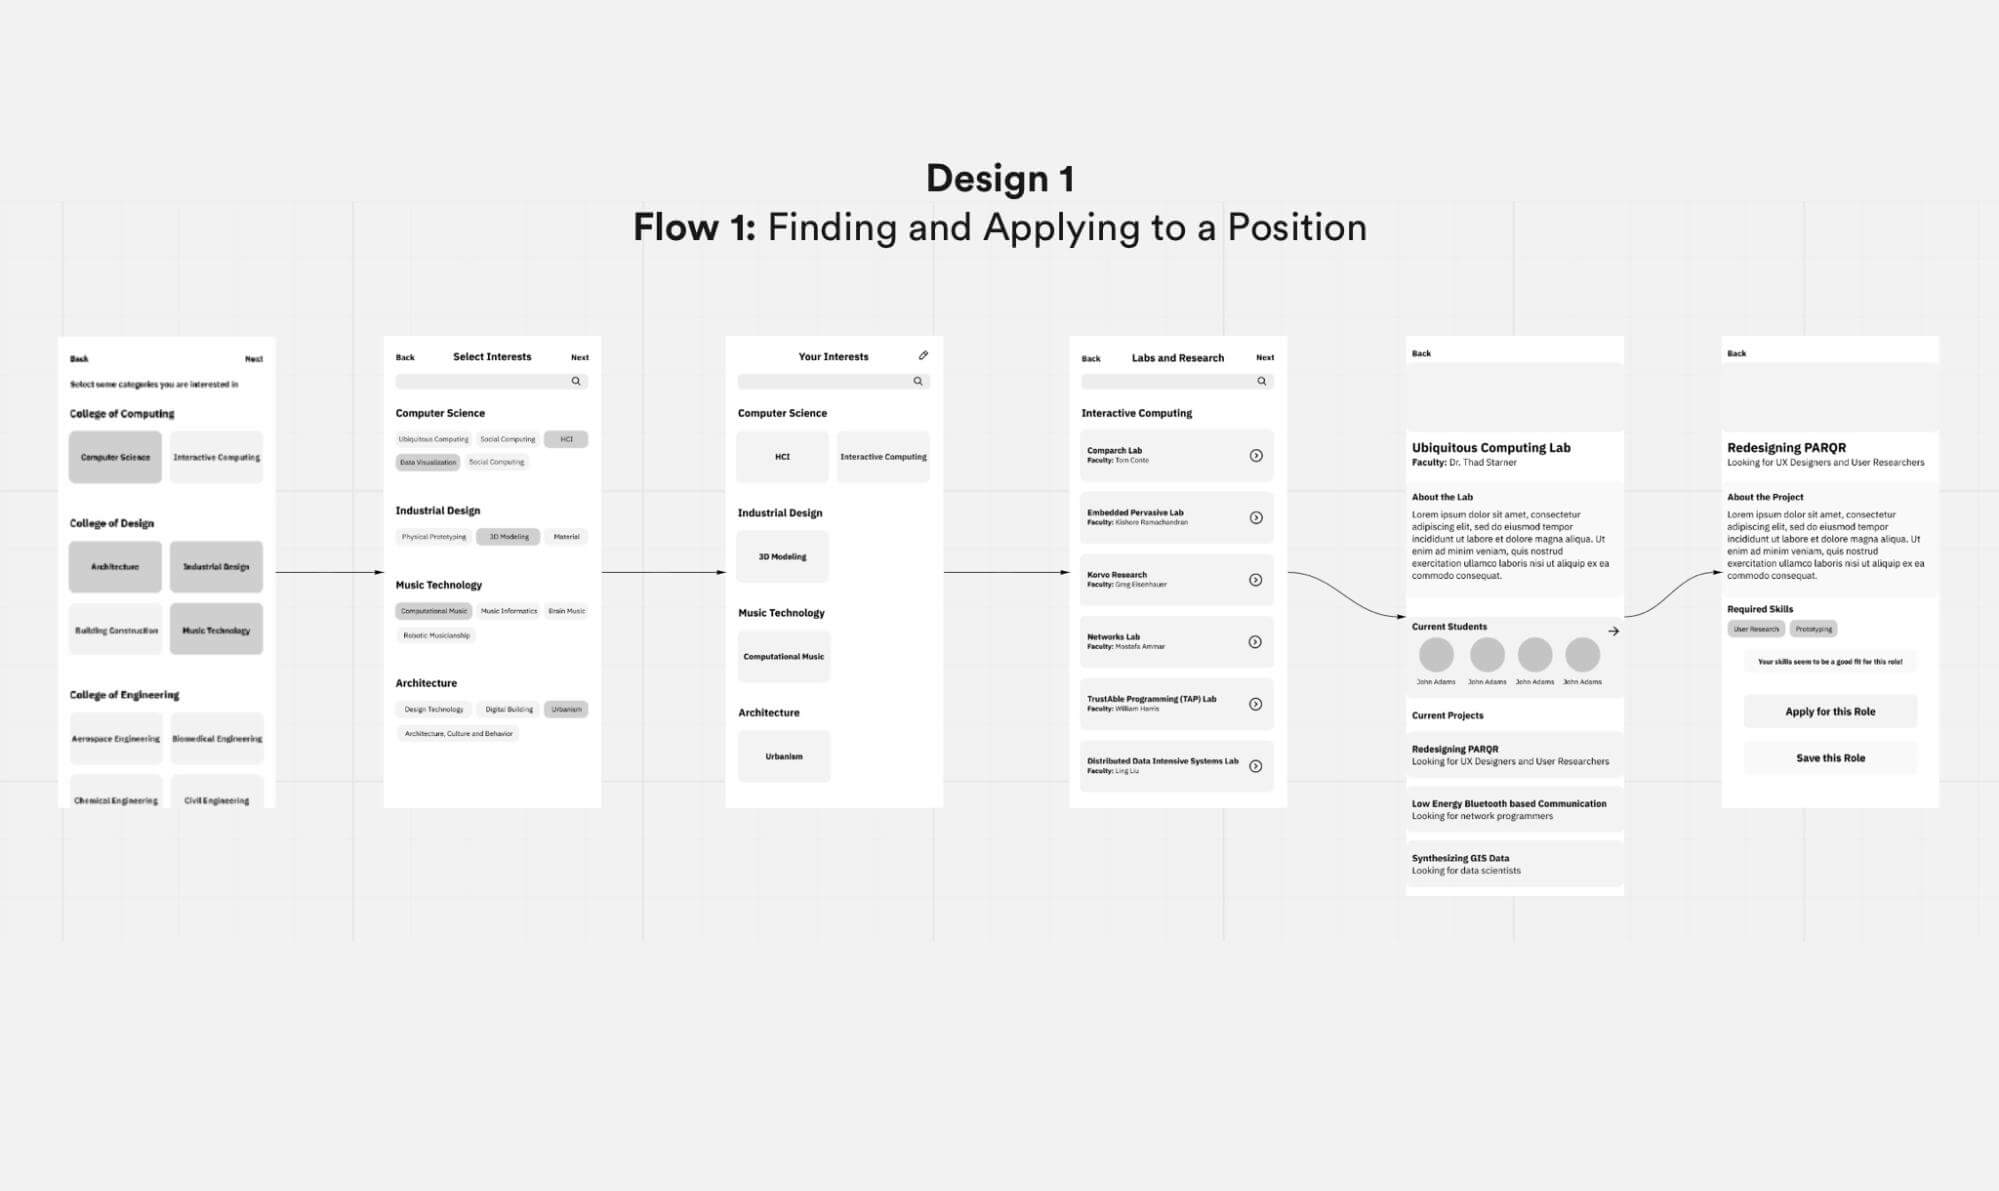 Design 1
Flow 1: Finding and Applying to a Position
Back Next
Select some categories you are interested in
College of Computing
Computer Science Interactive Computing
College of Design
Architecture Industrial Design
Building Construction Music Technology
College of Engineering
Aerospace Engineering Biomedical Engineering
Chemical Engineering Civil Engineering
Back Select Interests Next
Computer Science
Ubiquitous Computing Social Computing HCI
Data Visualization Social Computing
Industrial Design
Physical Prototyping 3D Modeling Material
Music Technology
Computational Music Music Informatics Brain Music
Robotic Musicianship
Architecture
Design Technology Digital Building Urbanism
Architecture, Culture and Behavior
Your Interests
Computer Science
HCI Interactive Computing
Industrial Design
3D Modeling
Music Technology
Computational Music
Architecture
Urbanism
Back Labs and Research Next
Interactive Computing
Comparch Lab
Faculty: Tom Conte
Embedded Pervasive Lab
Faculty: Kishore Ramachandran
Korvo Research
Faculty: Greg Eisenhauer
Networks Lab
Faculty: Mostafa Ammar
TrustAble Programming (TAP) Lab
Faculty: William Harris
Distributed Data Intensive Systems Lab
Faculty: Ling Liu
Back
Ubiquitous Computing Lab
Faculty: Dr. Thad Starner
About the Lab
Lorem ipsum dolor sit amet, consectetur
adipiscing elit, sed do eiusmod tempor
incididunt ut labore et dolore magna aliqua. Ut
enim ad minim veniam, quis nostrud
exercitation ullamco laboris nisi ut aliquip ex ea
commodo consequat.
Current Students
John Adams John Adams John Adams John Adams
Current Projects
Redesigning PARQR
Looking for UX Designers and User Researchers
Low Energy Bluetooth based Communication
Looking for network programmers
Synthesizing GIS Data
Looking for data scientists
Back
Redesigning PARQR
Looking for UX Designers and User Researchers
About the Project
Lorem ipsum dolor sit amet, consectetur
adipiscing elit, sed do eiusmod tempor
incididunt ut labore et dolore magna aliqua. Ut
enim ad minim veniam, quis nostrud
exercitation ullamco laboris nisi ut aliquip ex ea
commodo consequat.
Required Skills
User Research Prototyping
Your skills seem to be a good fit for this role!
Apply for this Role
Save this Role